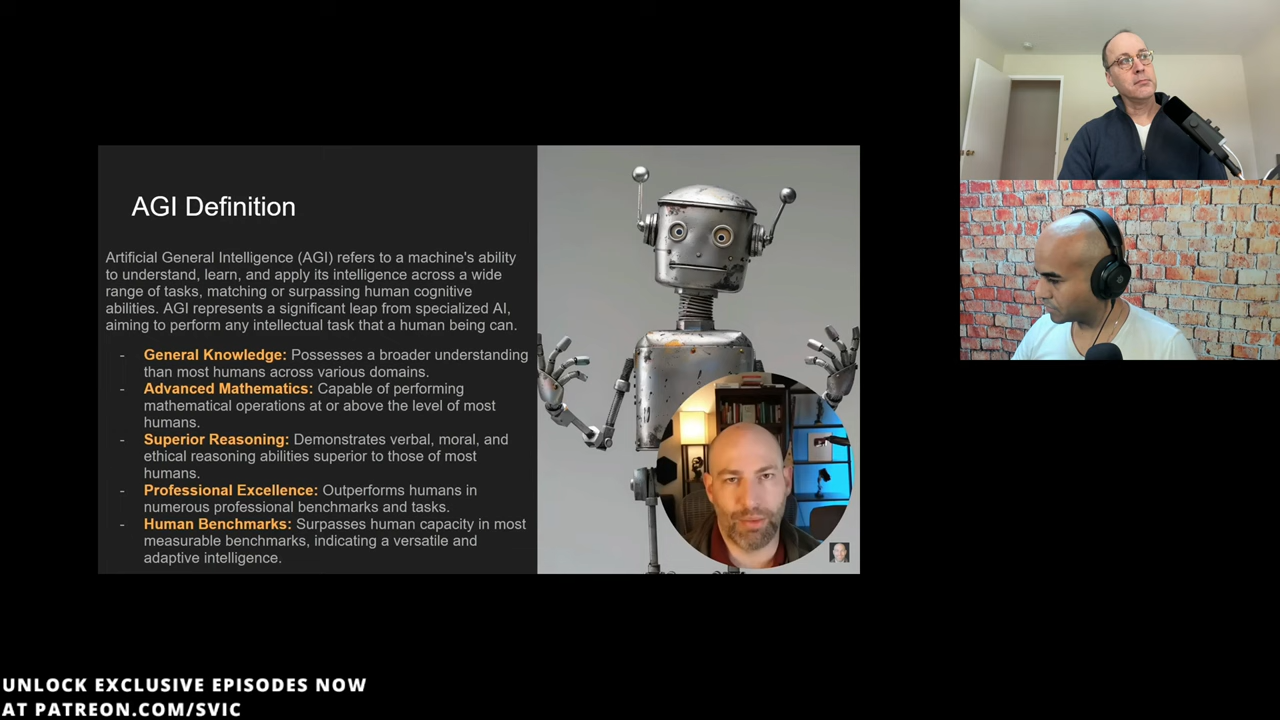 AGI Definition
Artificial General Intelligence (AGI) refers to a machine's ability
to understand, learn, and apply its intelligence across a wide
range of tasks, matching or surpassing human cognitive
abilities. AGI represents a significant leap from specialized AI,
aiming to perform any intellectual task that a human being can.
- General Knowledge: Possesses a broader understanding
than most humans across various domains.
- Advanced Mathematics: Capable of performing
mathematical operations at or above the level of most
humans.
- Superior Reasoning: Demonstrates verbal, moral, and
ethical reasoning abilities superior to those of most
humans.
- Professional Excellence: Outperforms humans in
numerous professional benchmarks and tasks.
- Human Benchmarks: Surpasses human capacity in most
measurable benchmarks, indicating a versatile and
adaptive intelligence.
UNLOCK EXCLUSIVE EPISODES NOW
AT PATREON.COM/SVIC